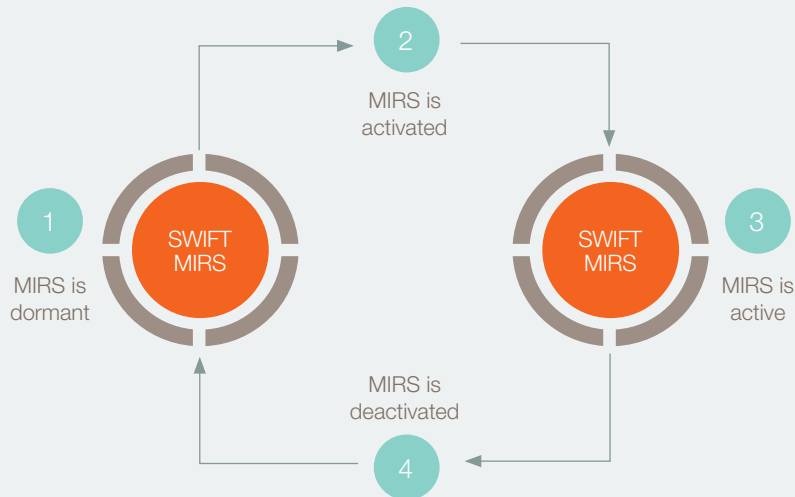 1
MIRS is
dormant
SWIFT
MIRS
2
MIRS is
activated
SWIFT
MIRS
3
MIRS is
active
MIRS is
deactivated
4